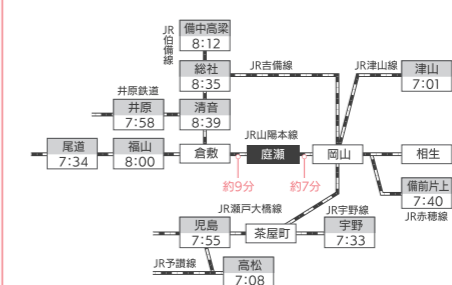 JR伯備線
備中高梁
8:12
総社
8:35
JR吉備線
JR津山線
津山
7:01
井原鉄道
井原
7:58
清音
8:39
JR山陽本線
尾道
7:34
福山
8:00
倉敷
庭瀬
岡山
相生
約9分
約7分
備前片上
7:40
JR赤穂線
JR瀬戸大橋線
JR宇野線
児島
7:55
茶屋町
宇野
7:33
JR予讃線
高松
7:08